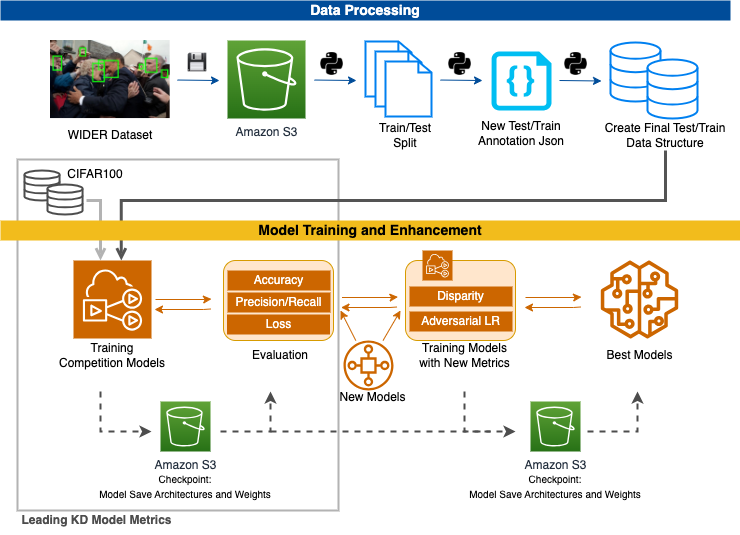 Data Processing
WIDER Dataset
Amazon S3
Train/Test
Split
New Test/Train
Annotation Json
Create Final Test/Train
Data Structure
CIFAR100
Model Training and Enhancement
Training
Competition Models
Accuracy
Precision/Recall
Loss
Evaluation
New Models
Disparity
Adversarial LR
Training Models
with New Metrics
Best Models
Amazon S3
Checkpoint:
Model Save Architectures and Weights
Amazon S3
Checkpoint:
Model Save Architectures and Weights
Leading KD Model Metrics